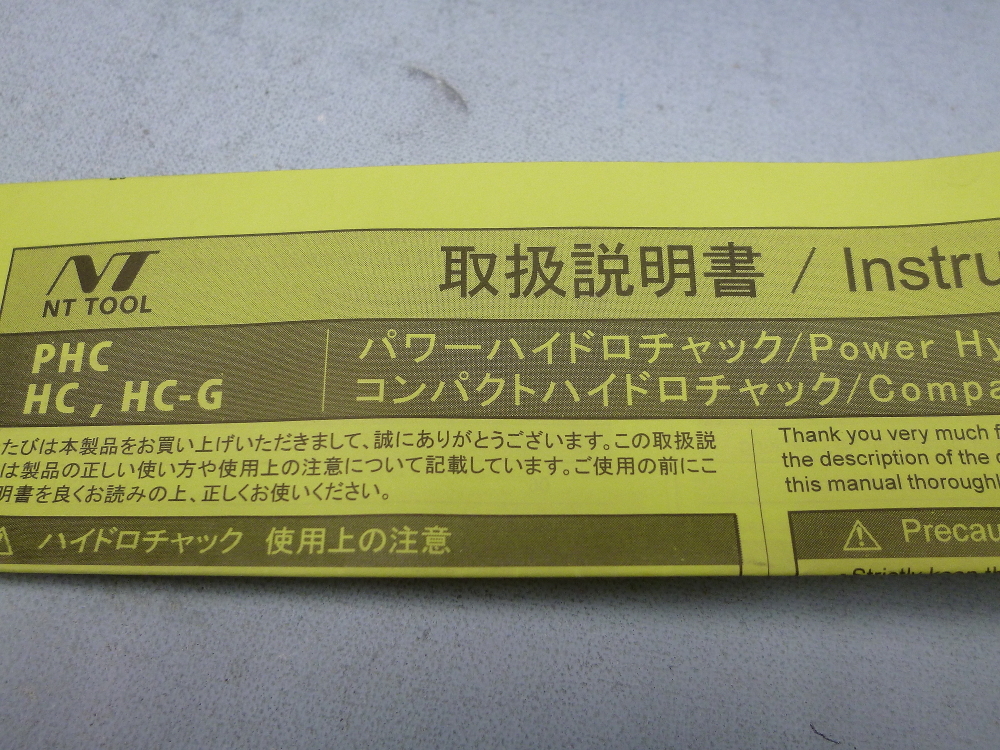 NT
NT TOOL
取扱説明書 / Instru
PHC
HC , HC-G
パワーハイドロチャック/Power Hy
コンパクトハイドロチャック/Compa
たびは本製品をお買い上げいただきまして、誠にありがとうございます。この取扱説
は製品の正しい使い方や使用上の注意について記載しています。ご使用の前にこ
明書を良くお読みの上、正しくお使いください。
ハイドロチャック 使用上の注意
Thank you very much f
the description of the
this manual thoroughl
Precau
•Strictly keep th